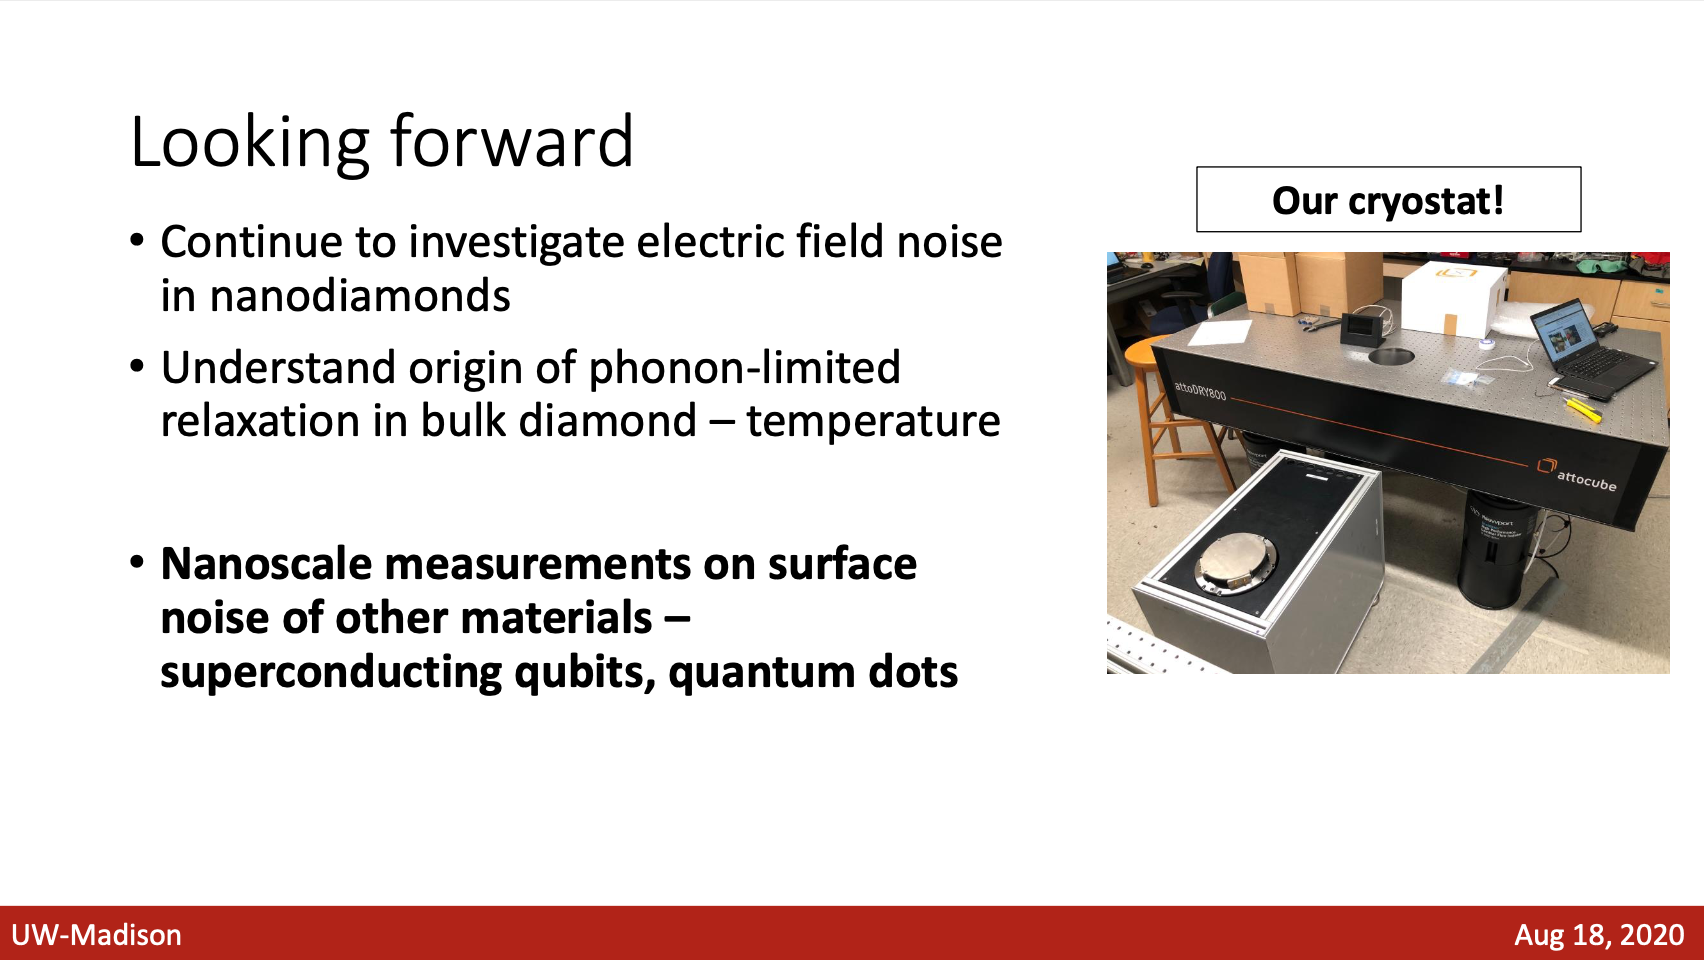 Looking forward
• Continue to investigate electric field noise
in nanodiamonds
• Understand origin of phonon-limited
relaxation in bulk diamond – temperature
• Nanoscale measurements on surface
noise of other materials –
superconducting qubits, quantum dots
Our cryostat!
attoDRY800
attocube
Newport
UW-Madison
Aug 18, 2020